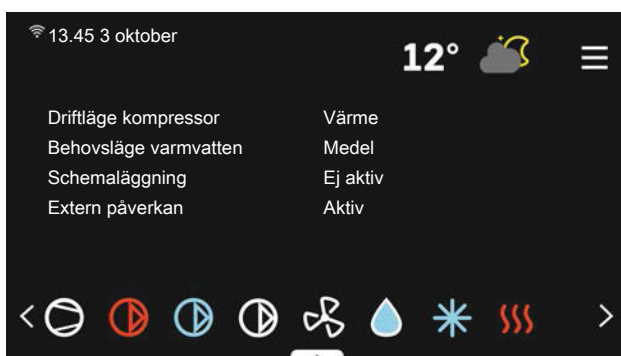 13.45 3 oktober
12°
Driftläge kompressor Värme
Behovsläge varmvatten Medel
Schemaläggning Ej aktiv
Extern påverkan Aktiv